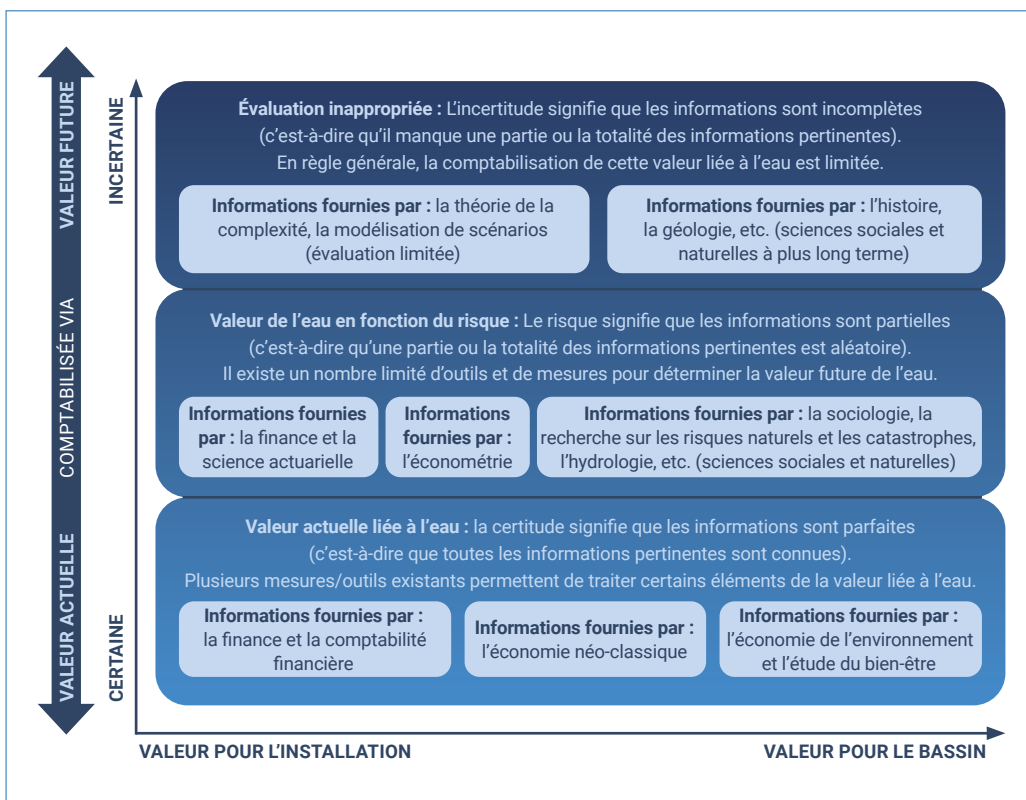 VALEUR FUTURE
COMPTABILISÉE VIA
VALEUR ACTUELLE
INCERTAINE
CERTAINE
Évaluation inappropriée : L’incertitude signifie que les informations sont incomplètes
(c’est-à-dire qu’il manque une partie ou la totalité des informations pertinentes).
En règle générale, la comptabilisation de cette valeur liée à l’eau est limitée.
Informations fournies par : la théorie de la
complexité, la modélisation de scénarios
(évaluation limitée)
Informations fournies par : l’histoire,
la géologie, etc. (sciences sociales et
naturelles à plus long terme)
Valeur de l’eau en fonction du risque : Le risque signifie que les informations sont partielles
(c’est-à-dire qu’une partie ou la totalité des informations pertinentes est aléatoire).
Il existe un nombre limité d’outils et de mesures pour déterminer la valeur future de l’eau.
Informations fournies
par : la finance et la
science actuarielle
Informations
fournies par :
l’économétrie
Informations fournies par : la sociologie, la
recherche sur les risques naturels et les catastrophes,
l’hydrologie, etc. (sciences sociales et naturelles)
Valeur actuelle liée à l’eau : la certitude signifie que les informations sont parfaites
(c’est-à-dire que toutes les informations pertinentes sont connues).
Plusieurs mesures/outils existants permettent de traiter certains éléments de la valeur liée à l’eau.
Informations fournies par :
la finance et la comptabilité
financière
Informations fournies par :
l’économie néo-classique
Informations fournies par :
l’économie de l’environnement
et l’étude du bien-être
VALEUR POUR L’INSTALLATION
VALEUR POUR LE BASSIN